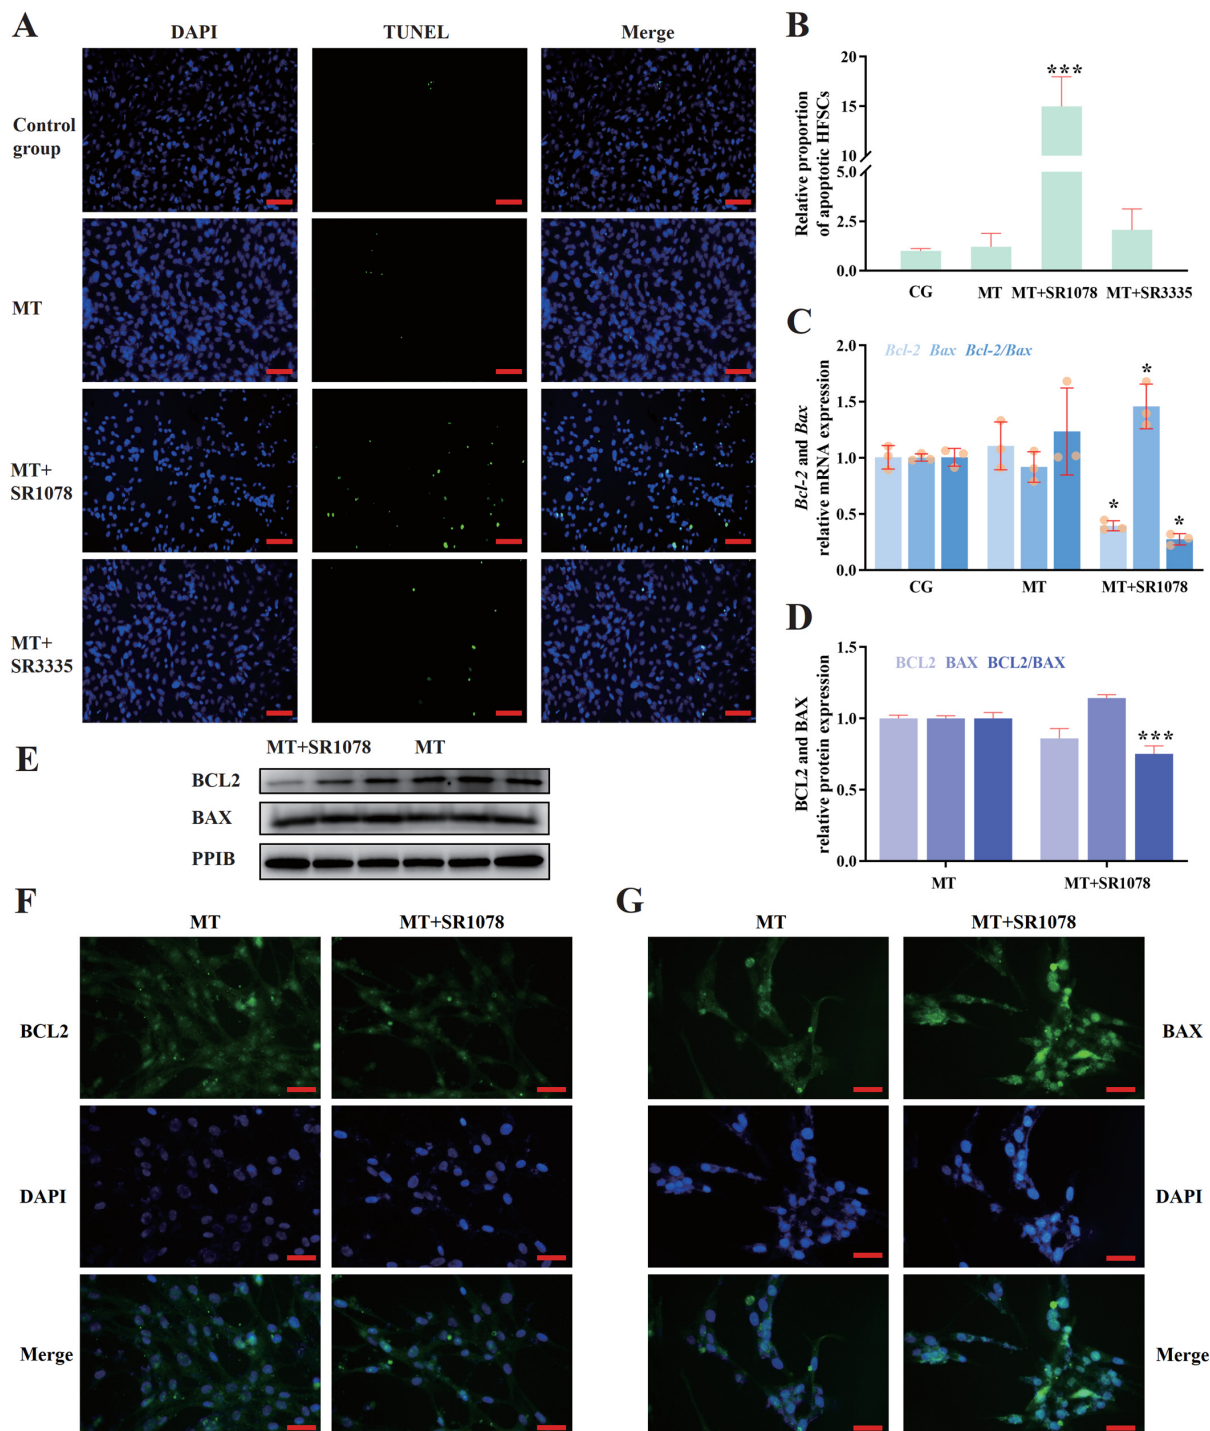 A
DAPI TUNEL Merge
Control
group
MT
MT+
SR1078
MT+
SR3335
B
Relative proportion
of apoptotic HFSCs
20
15
10
5.0
2.5
0.0
***
CG MT MT+SR1078 MT+SR3335
C
Bcl-2 and Bax
relative mRNA expression
2.0
1.5
1.0
0.5
0.0
Bcl-2 Bax Bcl-2/Bax
*
*
*
CG MT MT+SR1078
D
BCL2 and BAX
relative protein expression
1.5
1.0
0.5
0.0
BCL2 BAX BCL2/BAX
***
MT MT+SR1078
E
MT+SR1078 MT
BCL2
BAX
PPIB
F
MT MT+SR1078
BCL2
DAPI
Merge
G
MT MT+SR1078
BAX
DAPI
Merge